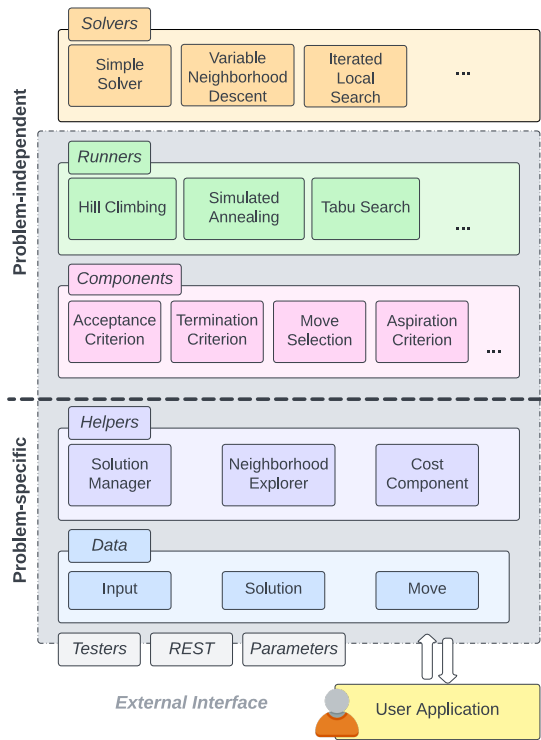 Solvers
Simple
Solver
Variable
Neighborhood
Descent
Iterated
Local
Search
...
Problem-independent
Runners
Hill Climbing
Simulated
Annealing
Tabu Search
...
Components
Acceptance
Criterion
Termination
Criterion
Move
Selection
Aspiration
Criterion
...
Problem-specific
Helpers
Solution
Manager
Neighborhood
Explorer
Cost
Component
Data
Input
Solution
Move
Testers
REST
Parameters
External Interface
User Application